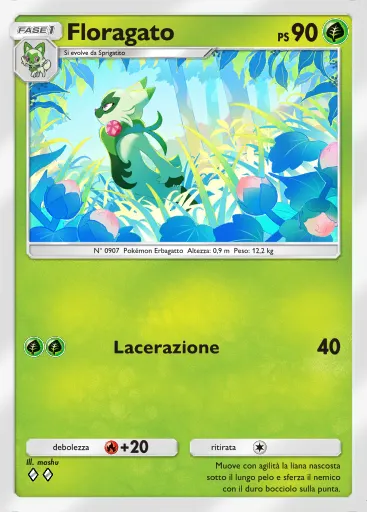 FASE 1
Floragato
PS 90
Si evolve da Sprigatito
N° 0907 Pokémon Erbagatto Altezza: 0,9 m Peso: 12,2 kg
Lacerazione 40
debolezza +20 ritirata
Ill. mashu
Muove con agilità la liana nascosta
sotto il lungo pelo e sferza il nemico
con il duro bocciolo sulla punta.